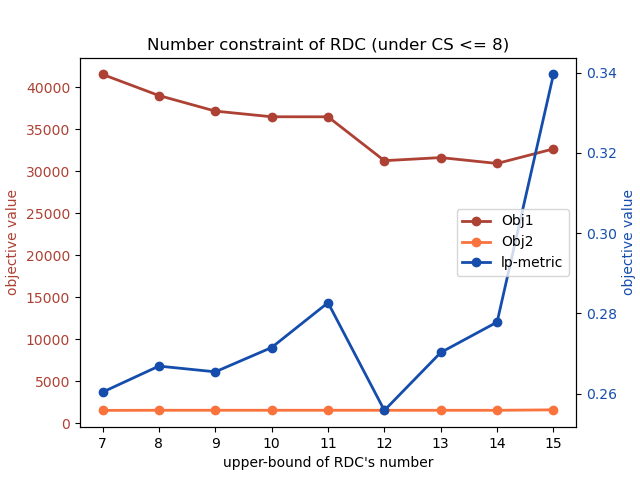 Number constraint of RDC (under CS <= 8)
40000
35000
30000
25000
20000
15000
10000
5000
0
objective value
0.34
0.32
0.30
0.28
0.26
objective value
Obj1
Obj2
lp-metric
7 8 9 10 11 12 13 14 15
upper-bound of RDC's number